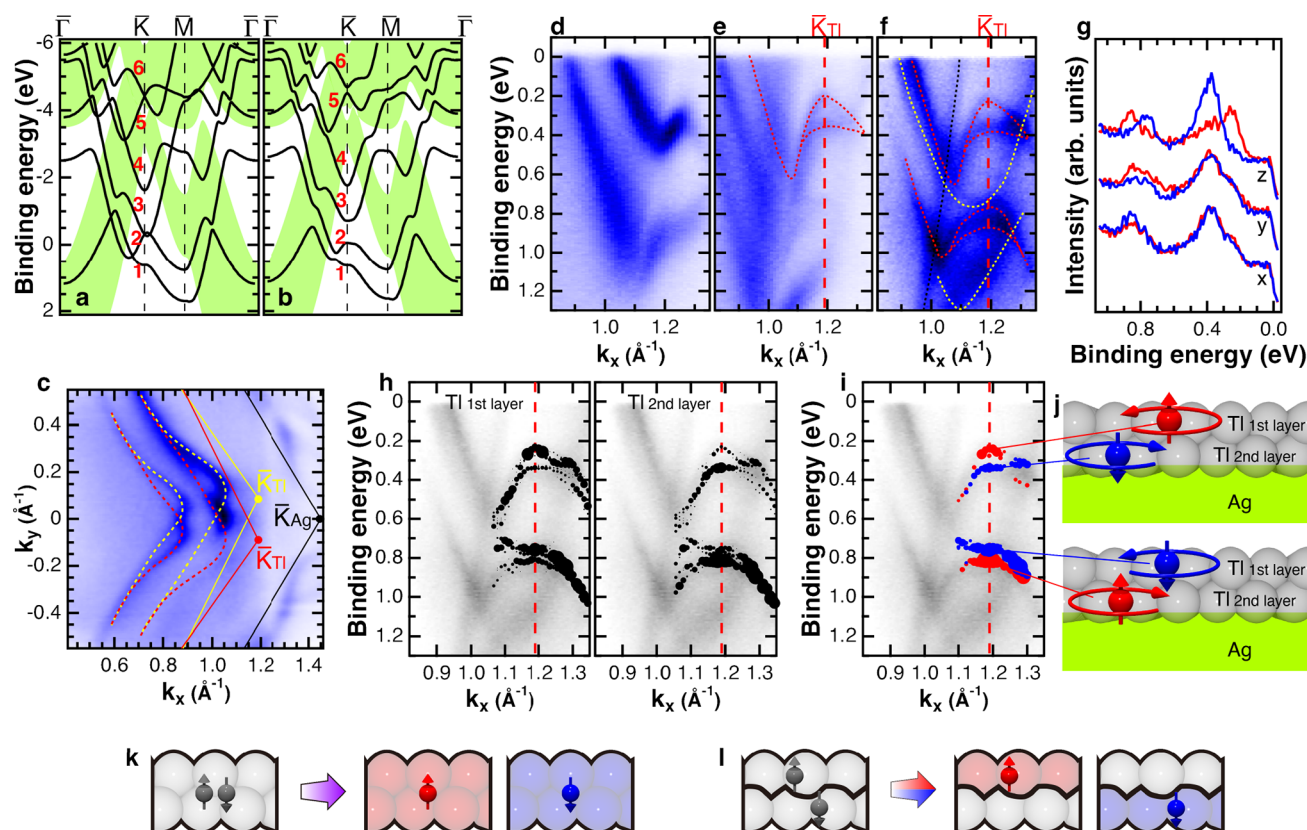 Γ̅ K̅ M̅ Γ̅ K̅ M̅ Γ̅
Binding energy (eV)
-6
-4
-2
0
2
6
5
4
3
2
1
a
6
5
4
3
2
1
b
d
e
K̅Tl
f
K̅Tl
Binding energy (eV)
0
0.2
0.4
0.6
0.8
1.0
1.2
1.0 1.2
1.0 1.2
1.0 1.2
kx (Å-1)
kx (Å-1)
kx (Å-1)
g
Intensity (arb. units)
z
y
x
0.8 0.4 0.0
Binding energy (eV)
c
ky (Å-1)
0.4
0.2
0
-0.2
-0.4
K̅Tl
K̅Ag
K̅Tl
0.6 0.8 1.0 1.2 1.4
kx (Å-1)
h
Tl 1st layer
Tl 2nd layer
Binding energy (eV)
0
0.2
0.4
0.6
0.8
1.0
1.2
0.9 1.0 1.1 1.2 1.3
0.9 1.0 1.1 1.2 1.3
kx (Å-1)
kx (Å-1)
i
Binding energy (eV)
0
0.2
0.4
0.6
0.8
1.0
1.2
0.9 1.0 1.1 1.2 1.3
kx (Å-1)
j
Tl 1st layer
Tl 2nd layer
Ag
Tl 1st layer
Tl 2nd layer
Ag
k
l